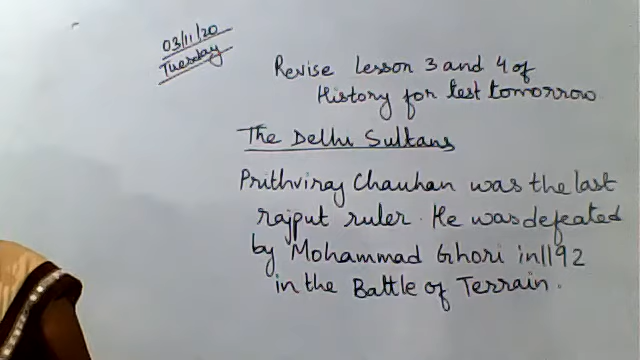 03/11/20
Tuesday
Revise Lesson 3 and 4 of
History for test tomorrow
The Delhi Sultans
Prithviraj Chauhan was the last
rajput ruler. He was defeated
by Mohammad Ghori in 1192
in the Battle of Terrain.